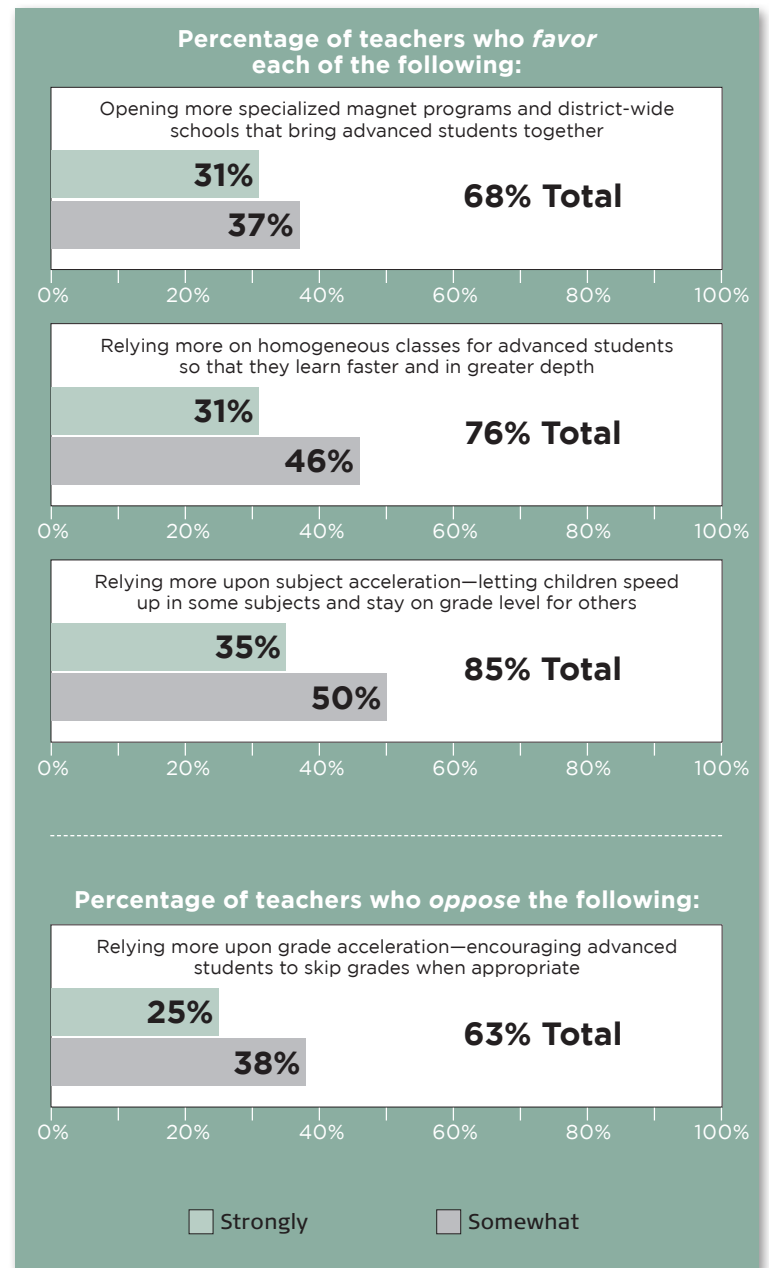 Percentage of teachers who favor
each of the following:
Opening more specialized magnet programs and district-wide
schools that bring advanced students together
31%
68% Total
37%
0% 20% 40% 60% 80% 100%
Relying more on homogeneous classes for advanced students
so that they learn faster and in greater depth
31%
76% Total
46%
0% 20% 40% 60% 80% 100%
Relying more upon subject acceleration—letting children speed
up in some subjects and stay on grade level for others
35%
85% Total
50%
0% 20% 40% 60% 80% 100%
Percentage of teachers who oppose the following:
Relying more upon grade acceleration—encouraging advanced
students to skip grades when appropriate
25%
63% Total
38%
0% 20% 40% 60% 80% 100%
Strongly Somewhat